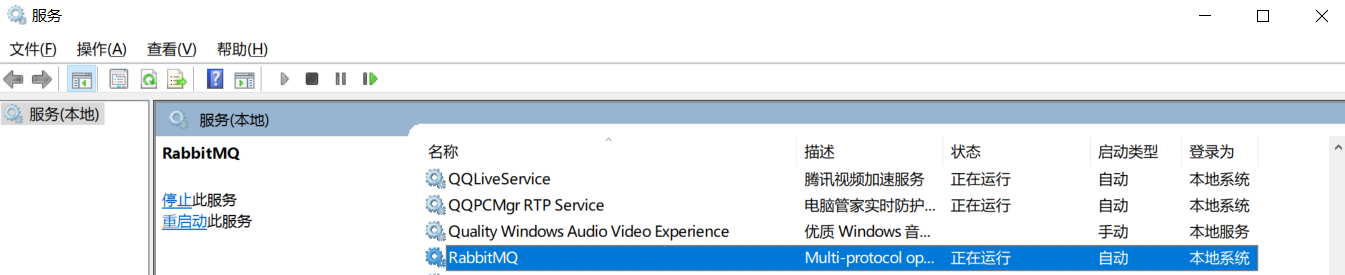 服务
文件(F) 操作(A) 查看(V) 帮助(H)
服务(本地)
服务(本地)
RabbitMQ
停止此服务
重启动此服务
名称 描述 状态 启动类型 登录为
QQLiveService 腾讯视频加速服务 正在运行 自动 本地系统
QQPCMgr RTP Service 电脑管家实时防护... 正在运行 自动 本地系统
Quality Windows Audio Video Experience 优质 Windows 音... 手动 本地服务
RabbitMQ Multi-protocol op... 正在运行 自动 本地系统